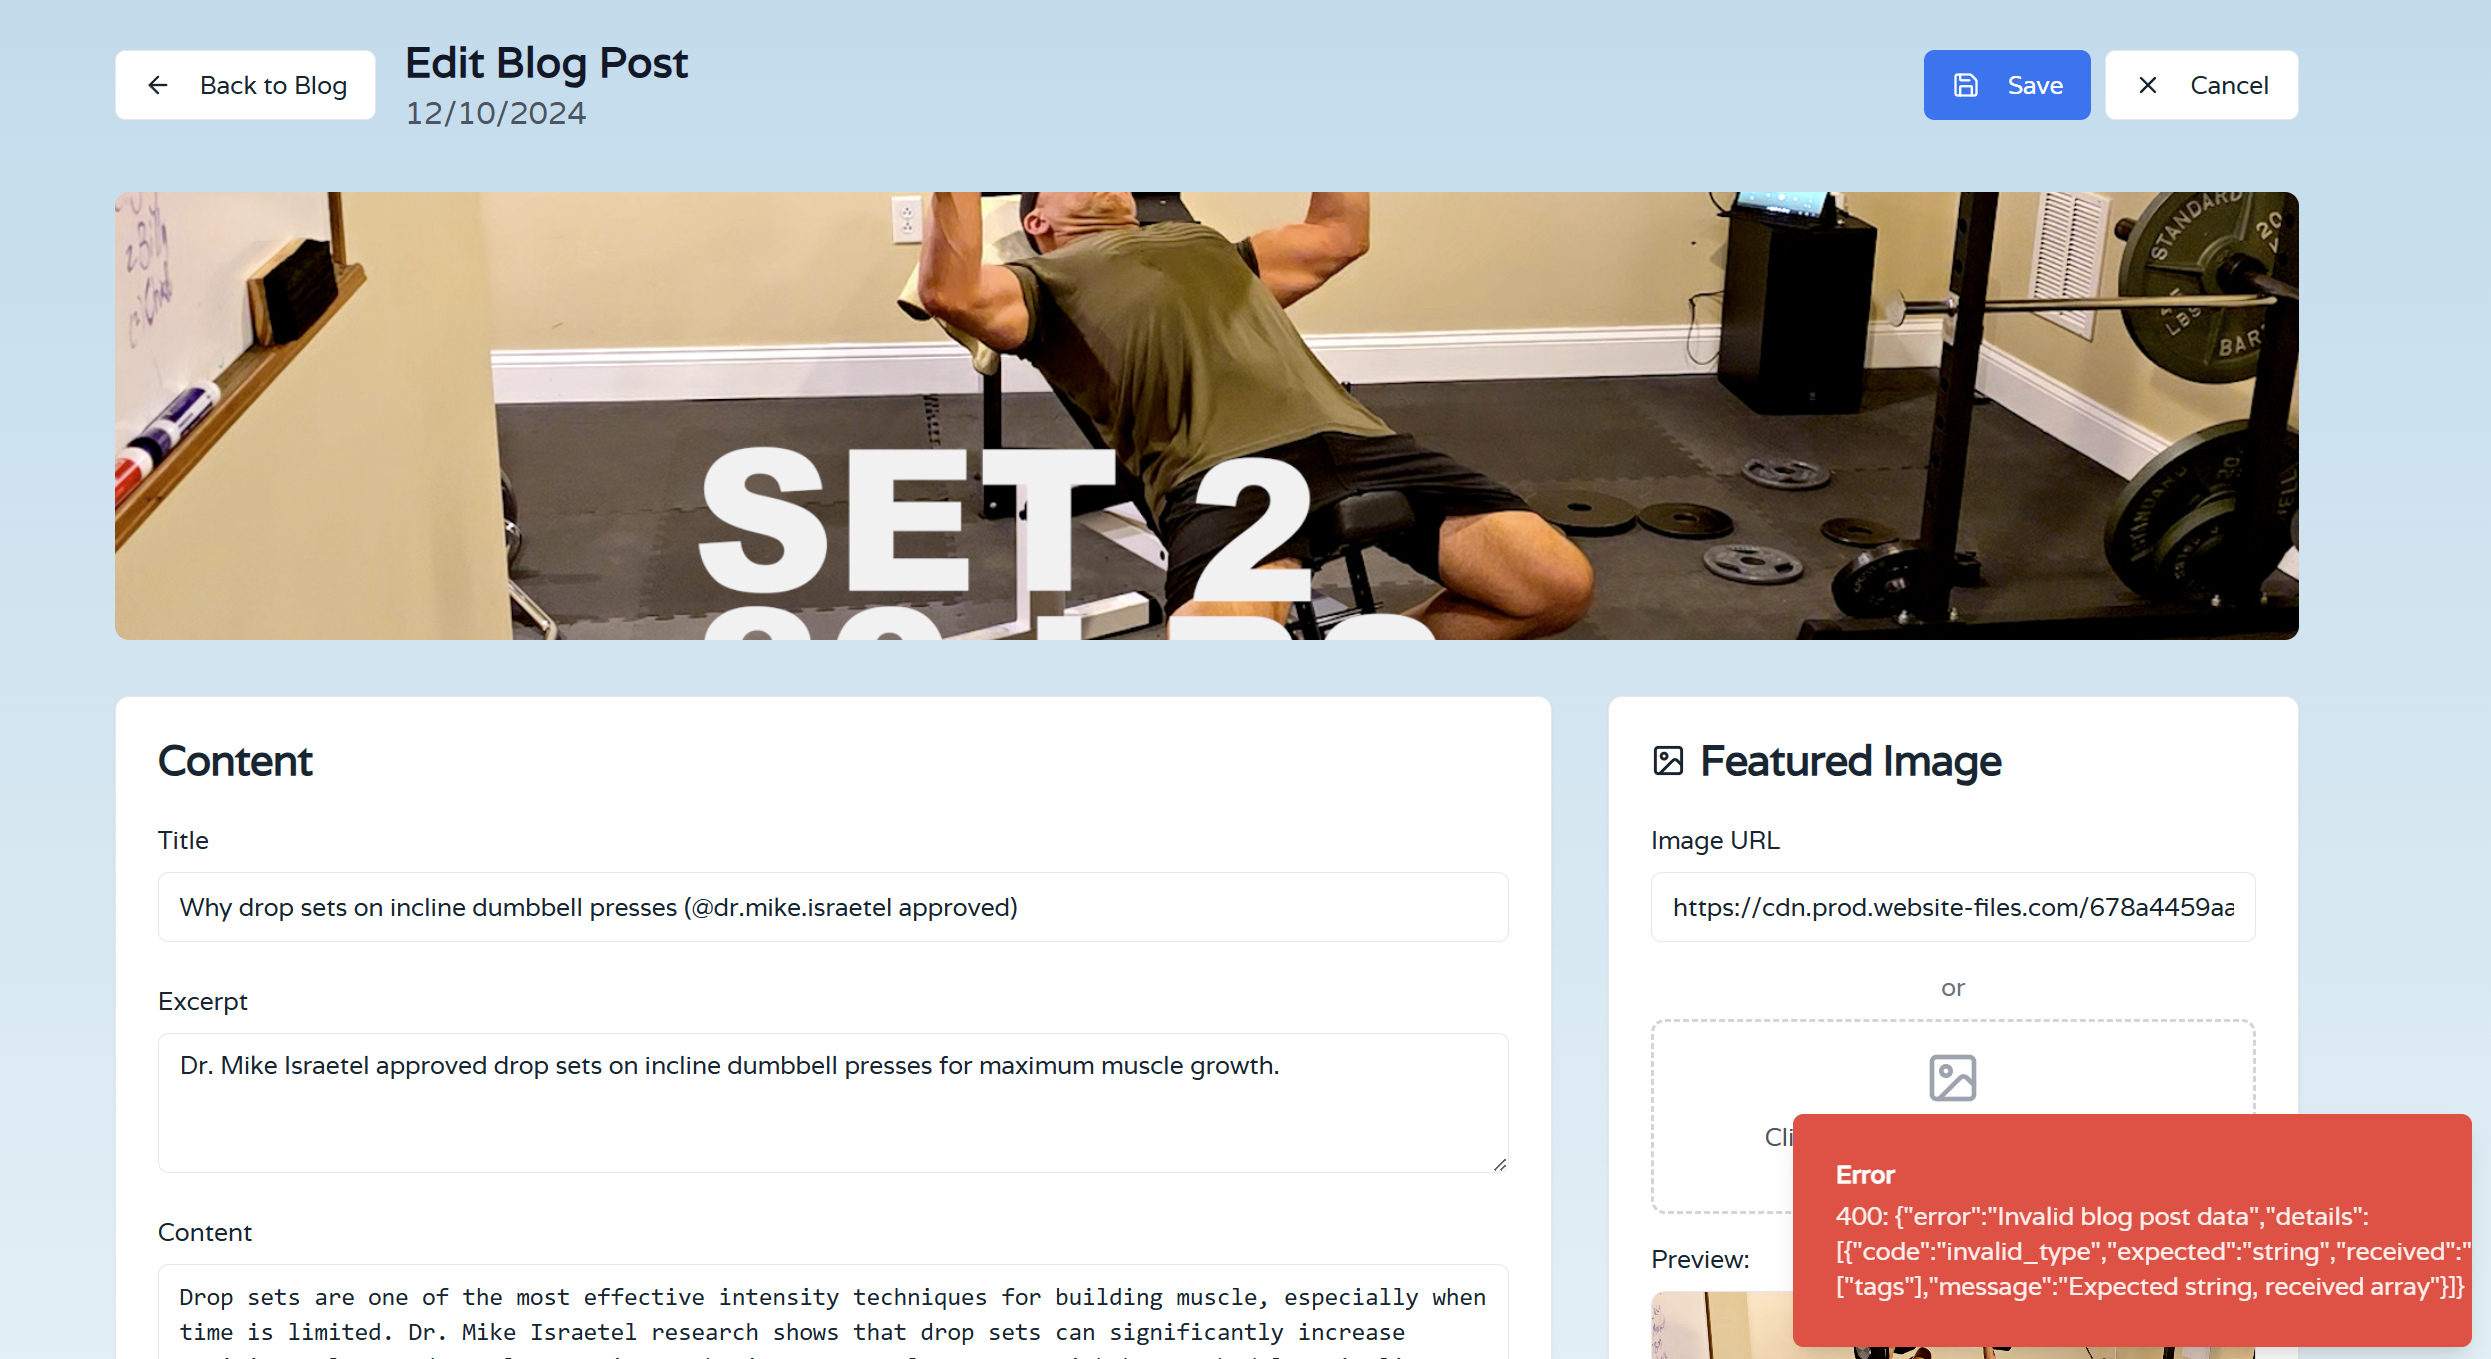 Back to Blog
Edit Blog Post
12/10/2024
Save
Cancel
STANDARD
20
LBS
BAR
SET 2
Content
Title
Why drop sets on incline dumbbell presses (@dr.mike.israetel approved)
Excerpt
Dr. Mike Israetel approved drop sets on incline dumbbell presses for maximum muscle growth.
Content
Drop sets are one of the most effective intensity techniques for building muscle, especially when
time is limited. Dr. Mike Israetel research shows that drop sets can significantly increase
Featured Image
Image URL
https://cdn.prod.website-files.com/678a4459aa
or
Cli
Preview:
Error
400: {"error":"Invalid blog post data","details":
[{"code":"invalid_type","expected":"string","received":"
["tags"],"message":"Expected string, received array"}]}